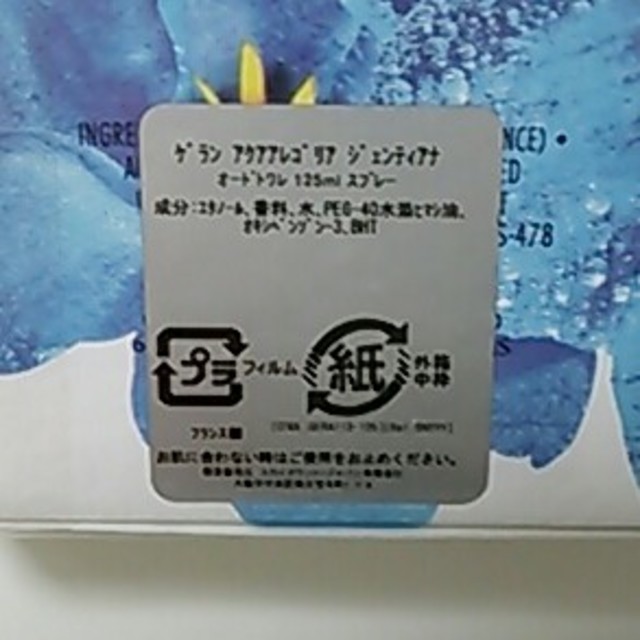 INGRE NCE) •
A ED
S-478
S
ゲラン アクアアレゴリア ジェンティアナ
オードトワレ 125ml スプレー
成分:エタノール、香料、水、PEG-40水添ヒマシ油、
オキシベンゾン-3、BHT
プラ フィルム 紙 外箱
中枠
フランス製
お肌に合わない時はご使用をおやめください。